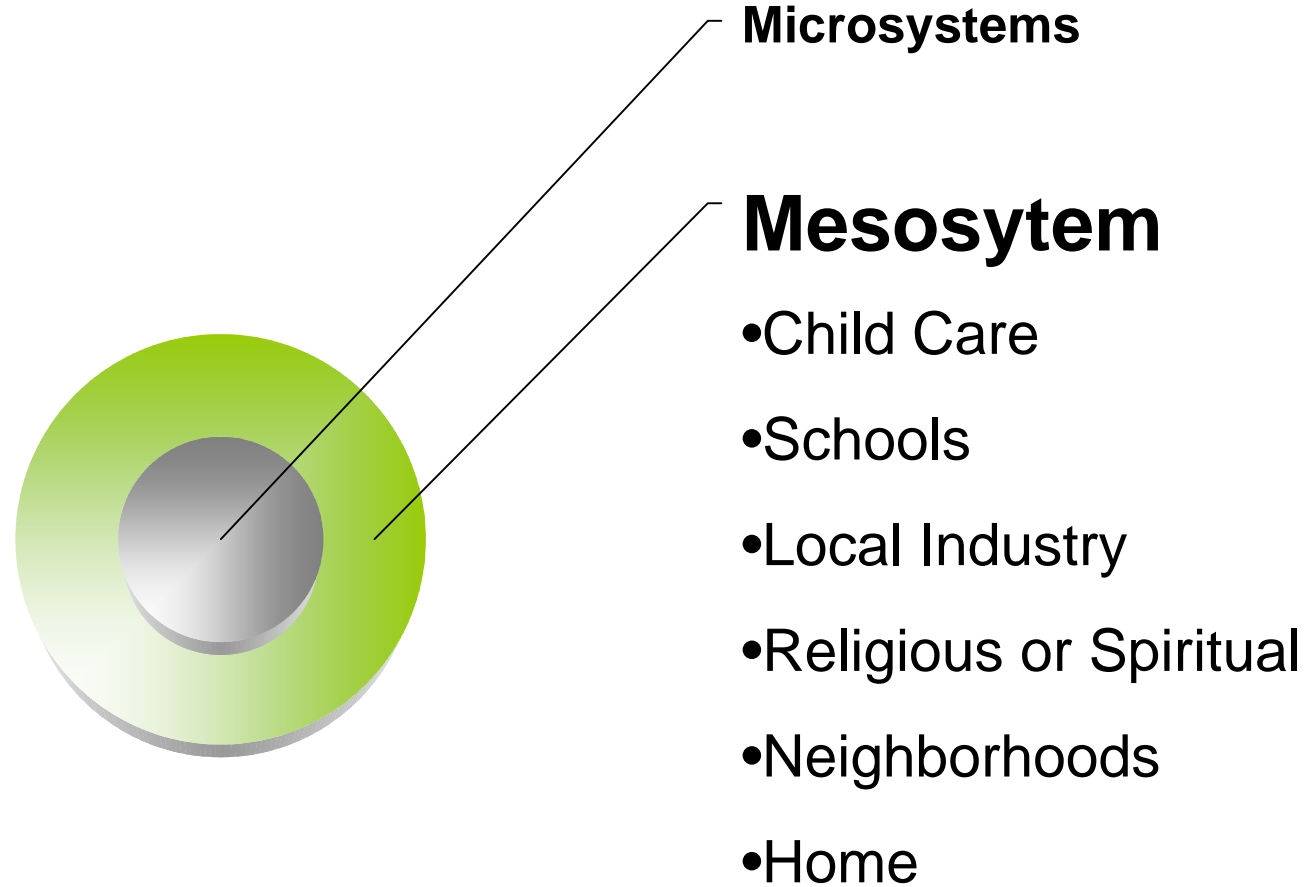 Microsystems
Mesosytem
•Child Care
•Schools
•Local Industry
•Religious or Spiritual
•Neighborhoods
•Home